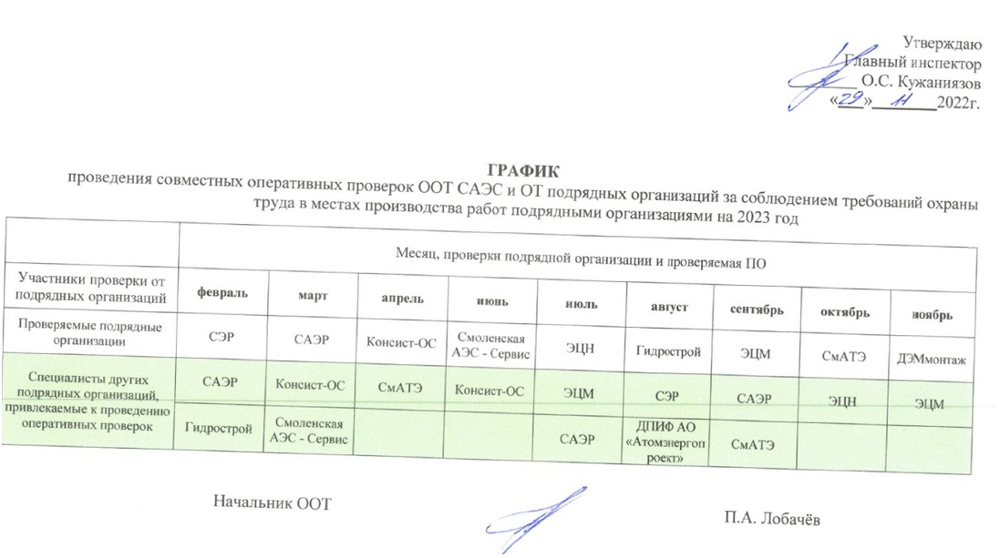 Утверждаю
Главный инспектор
О.С. Кужаниязов
«29» 11 2022г.
ГРАФИК
проведения совместных оперативных проверок ООТ САЭС и ОТ подрядных организаций за соблюдением требований охраны
труда в местах производства работ подрядными организациями на 2023 год
Месяц, проверки подрядной организации и проверяемая ПО
Участники проверки от
подрядных организаций
февраль март апрель июнь июль август сентябрь октябрь ноябрь
Проверяемые подрядные
организации
СЭР САЭР Консист-ОС Смоленская
АЭС - Сервис ЭЦН Гидрострой ЭЦМ СмАТЭ ДЭМмонтаж
Специалисты других
подрядных организаций,
привлекаемые к проведению
оперативных проверок
САЭР Консист-ОС СмАТЭ Консист-ОС ЭЦМ СЭР САЭР ЭЦН ЭЦМ
Гидрострой Смоленская
АЭС - Сервис САЭР ДПИФ АО
«Атомэнергоп
роект» СмАТЭ
Начальник ООТ П.А. Лобачёв